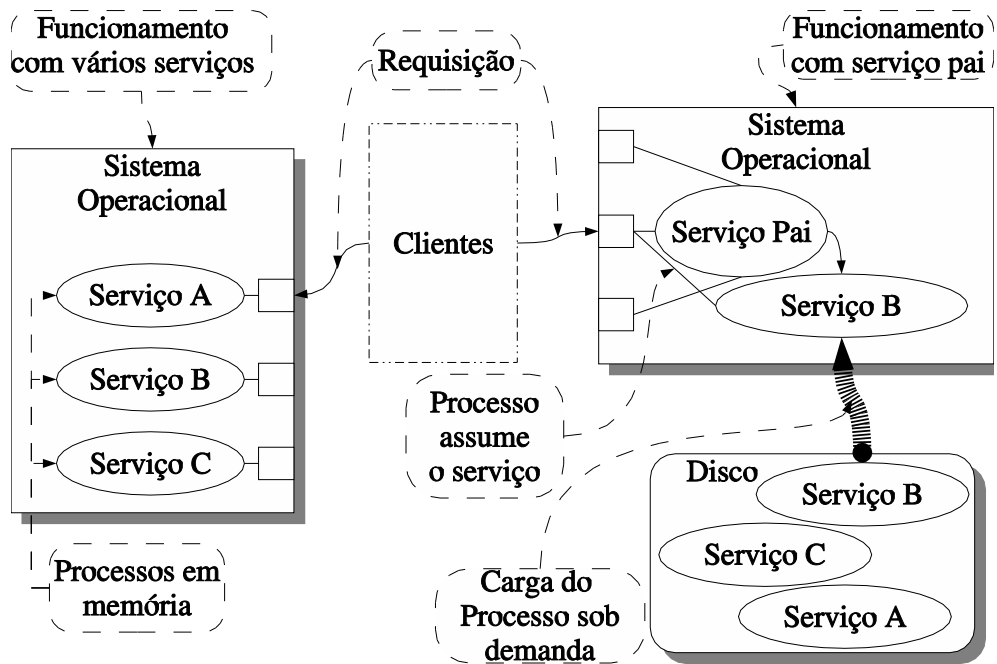 Funcionamento
com vários serviços
Requisição
Funcionamento
com serviço pai
Sistema
Operacional
Serviço A
Serviço B
Serviço C
Processos em
memória
Clientes
Sistema
Operacional
Serviço Pai
Serviço B
Processo
assume
o serviço
Carga do
Processo sob
demanda
Disco
Serviço B
Serviço C
Serviço A